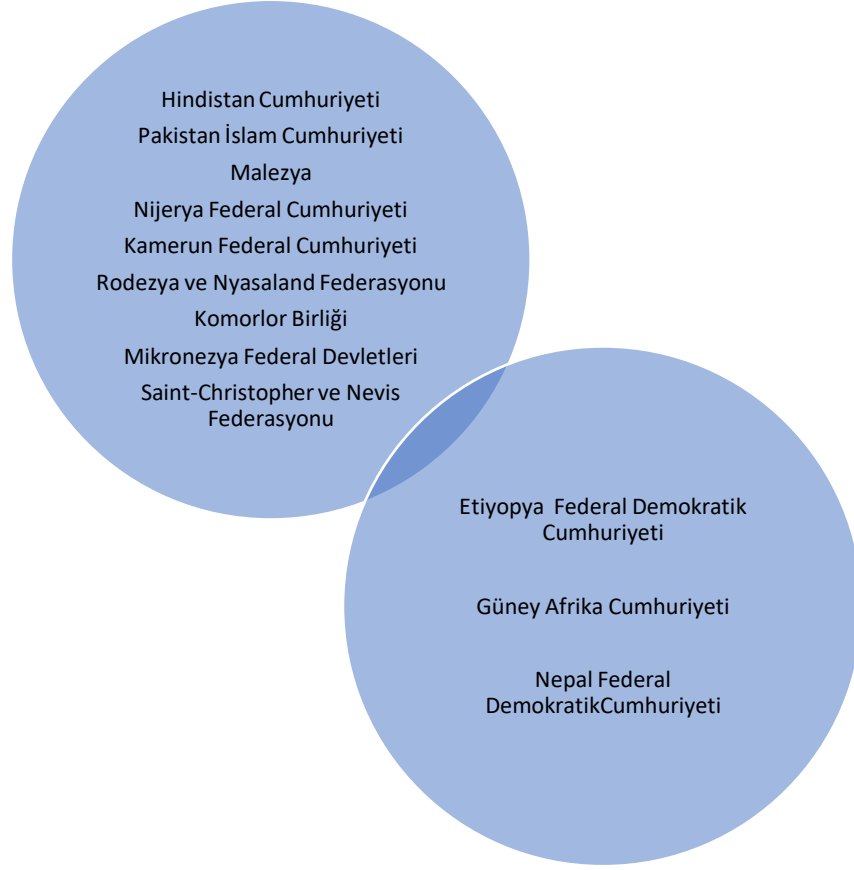 Hindistan Cumhuriyeti
Pakistan İslam Cumhuriyeti
Malezya
Nijerya Federal Cumhuriyeti
Kamerun Federal Cumhuriyeti
Rodezya ve Nyasaland Federasyonu
Komorlor Birliği
Mikronezya Federal Devletleri
Saint-Christopher ve Nevis
Federasyonu
Etiyopya Federal Demokratik
Cumhuriyeti
Güney Afrika Cumhuriyeti
Nepal Federal
DemokratikCumhuriyeti